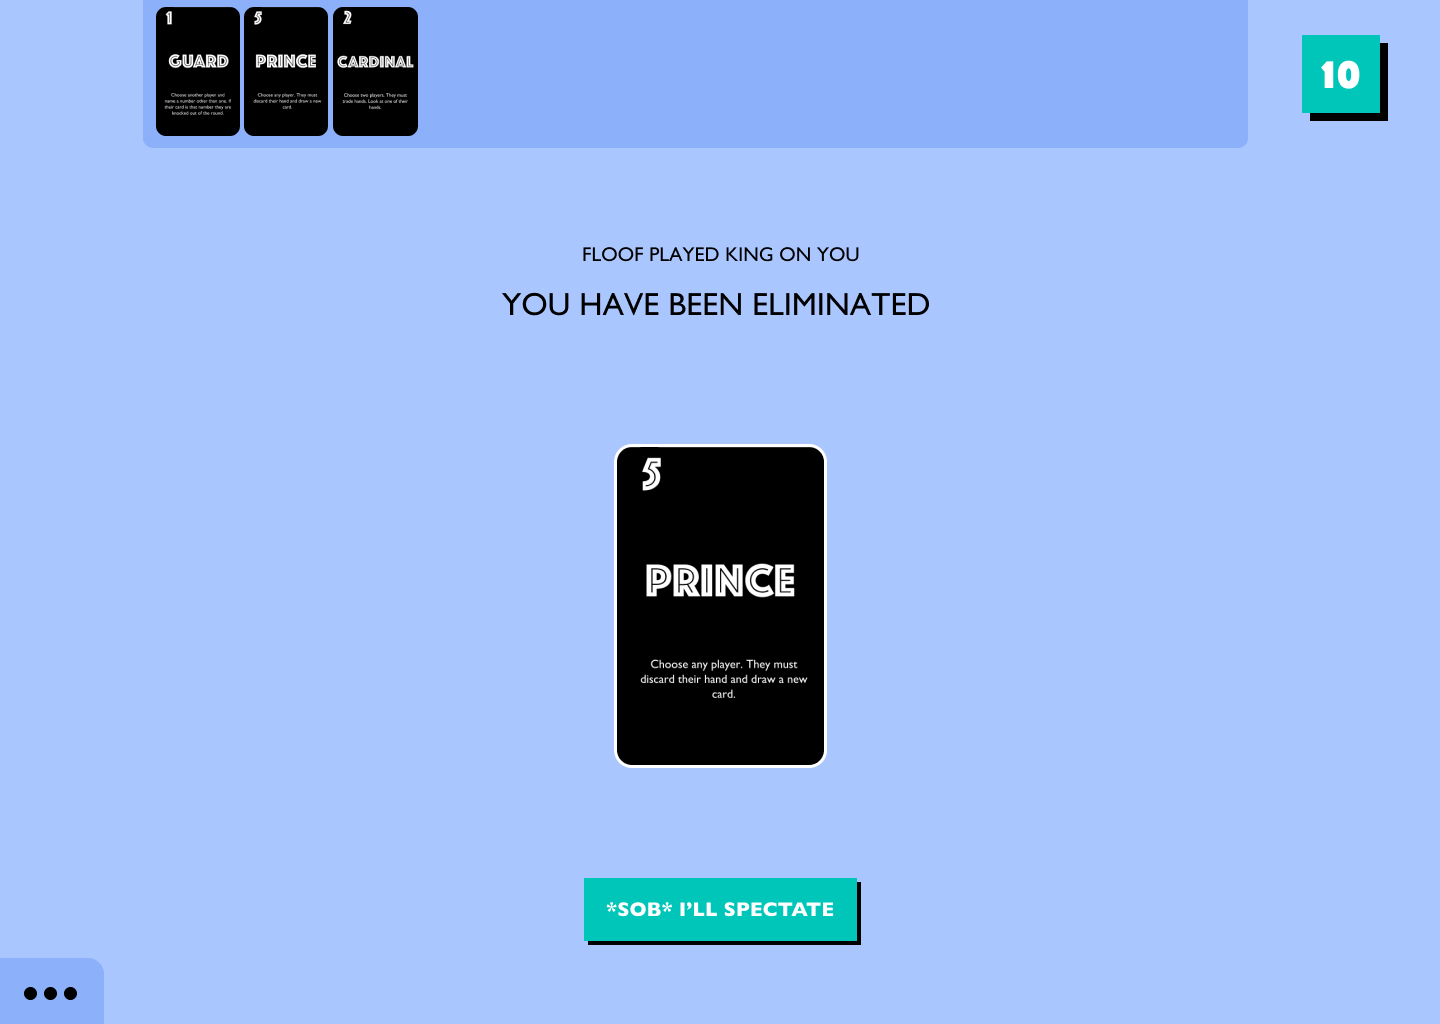 1
GUARD
Choose another player and
name a number other than one, if
their card is that number they are
knocked out of the round.
5
PRINCE
Choose any player. They must
discard their hand and draw a new
card.
2
CARDINAL
Choose two players. They must
trade hands. Look at one of their
hands.
10
FLOOF PLAYED KING ON YOU
YOU HAVE BEEN ELIMINATED
5
PRINCE
Choose any player. They must
discard their hand and draw a new
card.
*SOB* I'LL SPECTATE